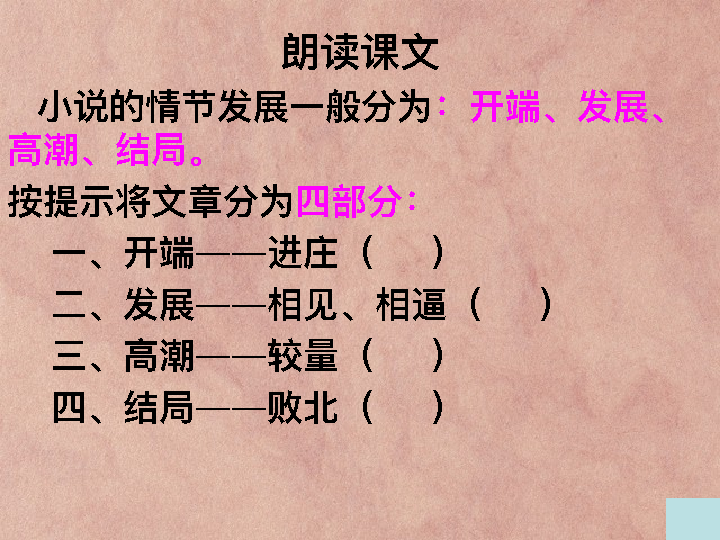 朗读课文
小说的情节发展一般分为：开端、发展、
高潮、结局。
按提示将文章分为四部分：
一、开端——进庄（ ）
二、发展——相见、相逼（ ）
三、高潮——较量（ ）
四、结局——败北（ ）